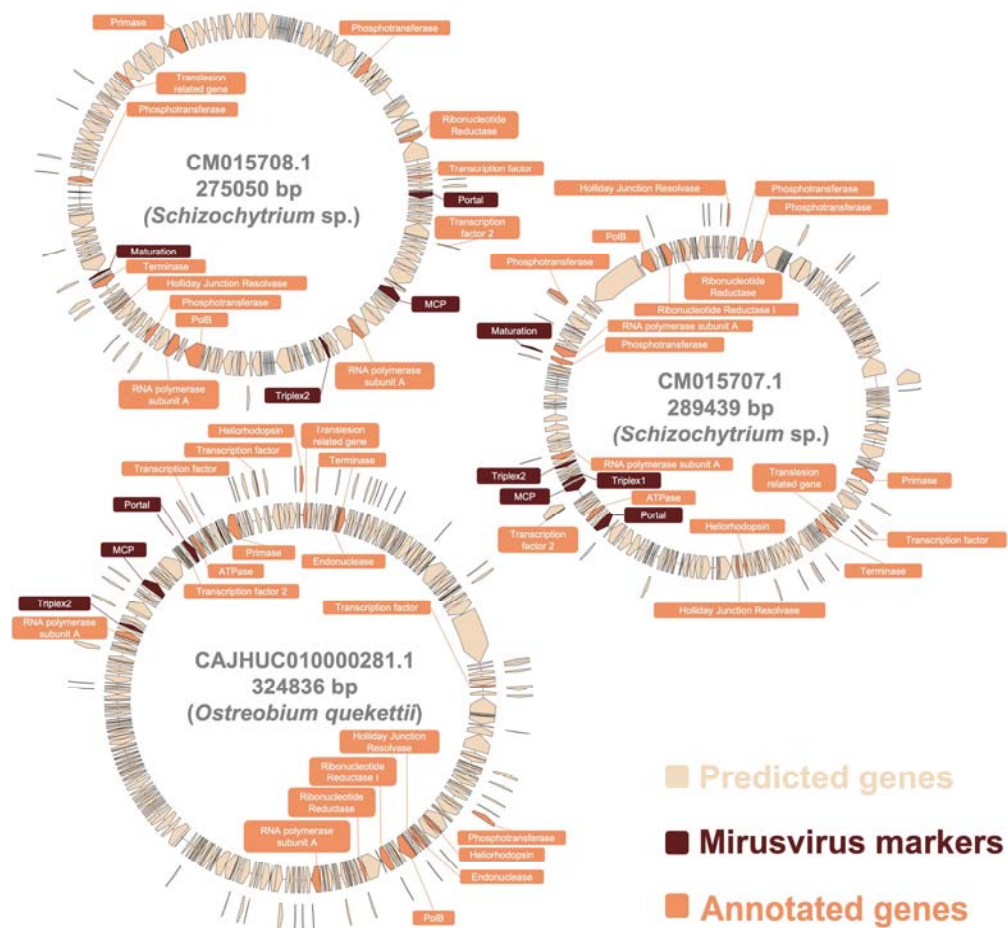 Primase
Phosphotransferase
Translesion
related gene
Phosphotransferase
Ribonucleotide
Reductase
CM015708.1
275050 bp
(Schizochytrium sp.)
Transcription factor
Portal
Transcription
factor 2
Maturation
Terminase
Holliday Junction Resolvase
Phosphotransferase
PolB
MCP
RNA polymerase
subunit A
RNA polymerase
subunit A
Triplex2
Holliday Junction Resolvase
Phosphotransferase
Phosphotransferase
PolB
Phosphotransferase
Ribonucleotide
Reductase
Ribonucleotide Reductase I
Maturation
RNA polymerase subunit A
Phosphotransferase
CM015707.1
289439 bp
(Schizochytrium sp.)
RNA polymerase subunit A
Triplex2
Triplex1
MCP
ATPase
Portal
Transcription
factor 2
Translesion
related gene
Primase
Heliorhodopsin
Transcription factor
Terminase
Holliday Junction Resolvase
Heliorhodopsin
Translesion
related gene
Transcription factor
Terminase
Transcription factor
Portal
Primase
Endonuclease
MCP
ATPase
Transcription factor 2
Transcription factor
Triplex2
RNA polymerase
subunit A
CAJHUC010000281.1
324836 bp
(Ostreobium quekettii)
Holliday Junction
Resolvase
Ribonucleotide
Reductase I
Ribonucleotide
Reductase
RNA polymerase
subunit A
Phosphotransferase
Heliorhodopsin
Endonuclease
PolB
Predicted genes
Mirusvirus markers
Annotated genes